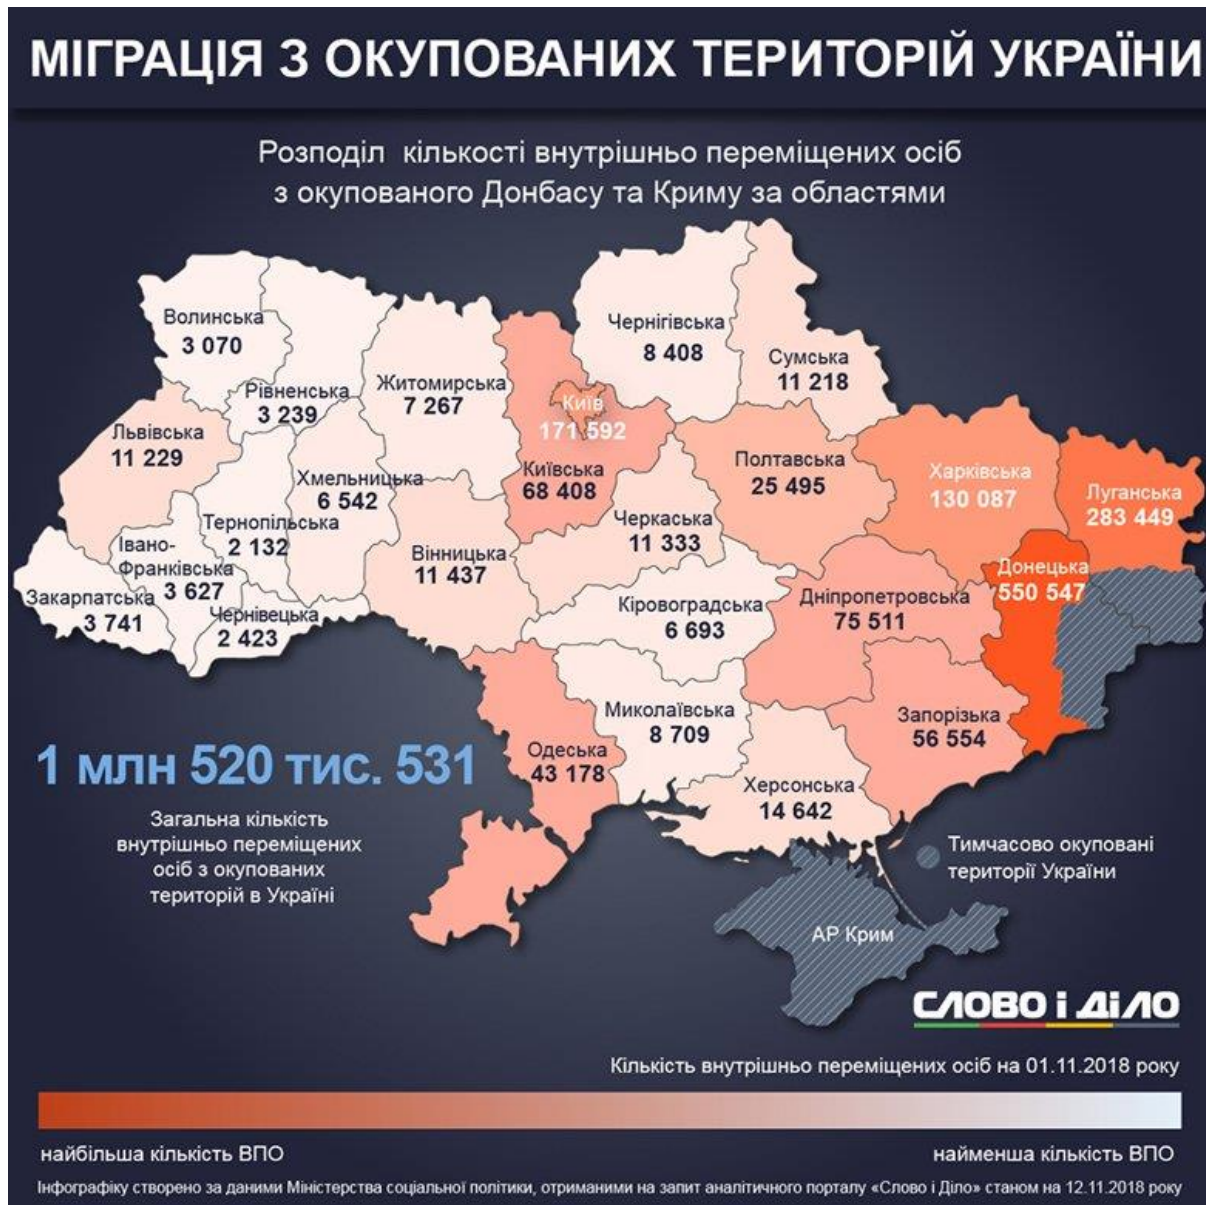 МІГРАЦІЯ З ОКУПОВАНИХ ТЕРИТОРІЙ УКРАЇНИ
Розподіл кількості внутрішньо переміщених осіб
з окупованого Донбасу та Криму за областями
Волинська
3 070
Рівненська
3 239
Житомирська
7 267
Київ
171 592
Київська
68 408
Чернігівська
8 408
Сумська
11 218
Львівська
11 229
Хмельницька
6 542
Тернопільська
2 132
Івано-
Франківська
3 627
Закарпатська
3 741
Чернівецька
2 423
Вінницька
11 437
Черкаська
11 333
Полтавська
25 495
Харківська
130 087
Луганська
283 449
Донецька
550 547
Кіровоградська
6 693
Дніпропетровська
75 511
Миколаївська
8 709
Запорізька
56 554
Одеська
43 178
Херсонська
14 642
АР Крим
1 млн 520 тис. 531
Загальна кількість
внутрішньо переміщених
осіб з окупованих
територій в Україні
Тимчасово окуповані
території України
СЛОВО і ДіЛО
Кількість внутрішньо переміщених осіб на 01.11.2018 року
найбільша кількість ВПО
найменша кількість ВПО
Інфографіку створено за даними Міністерства соціальної політики, отриманими на запит аналітичного порталу «Слово і Діло» станом на 12.11.2018 року